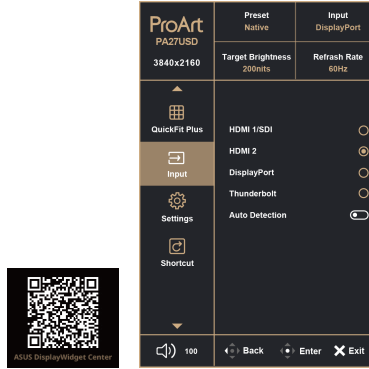 ProArt
PA27USD
3840x2160
Preset
Native
Input
DisplayPort
Target Brightness
200nits
Refrash Rate
60Hz
QuickFit Plus
Input
Settings
Shortcut
HDMI 1/SDI
HDMI 2
DisplayPort
Thunderbolt
Auto Detection
100
Back
Enter
Exit
ASUS DisplayWidget Center